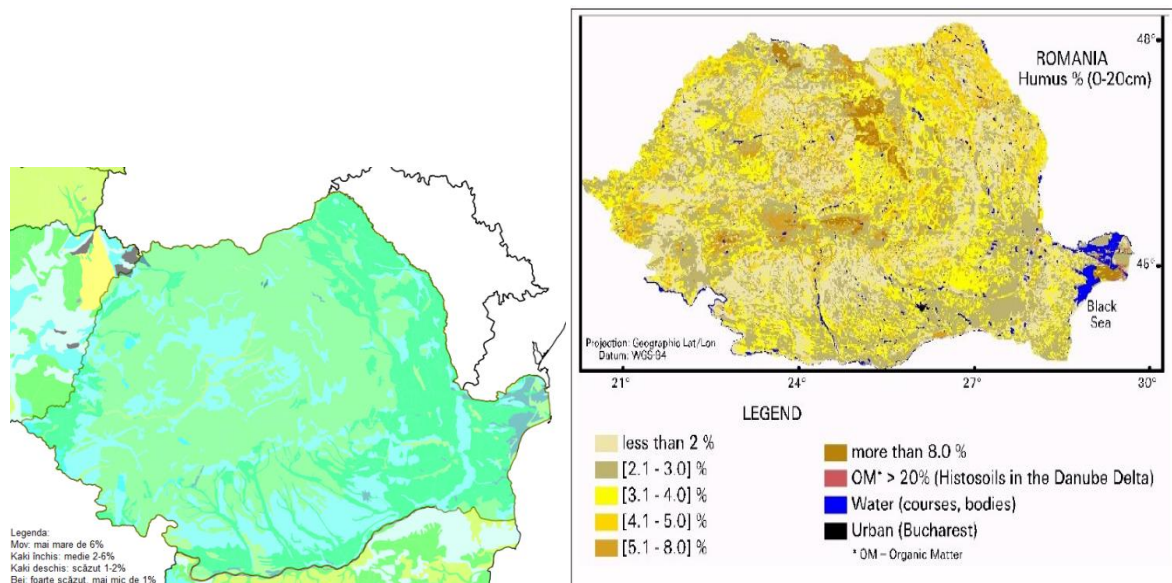 Legenda:
Mov: mai mare de 6%
Kaki închis: medie 2-6%
Kaki deschis: scăzut 1-2%
Bej: foarte scăzut, mai mic de 1%
48°
ROMANIA
Humus % (0-20cm)
45°
Black
Sea
Projection: Geographic Lat/Lon
Datum: WGS-84
21° 24° 27° 30°
LEGEND
less than 2 %
[2.1 - 3.0] %
[3.1 - 4.0] %
[4.1 - 5.0] %
[5.1 - 8.0] %
more than 8.0 %
OM* > 20% (Histosoils in the Danube Delta)
Water (courses, bodies)
Urban (Bucharest)
* OM – Organic Matter